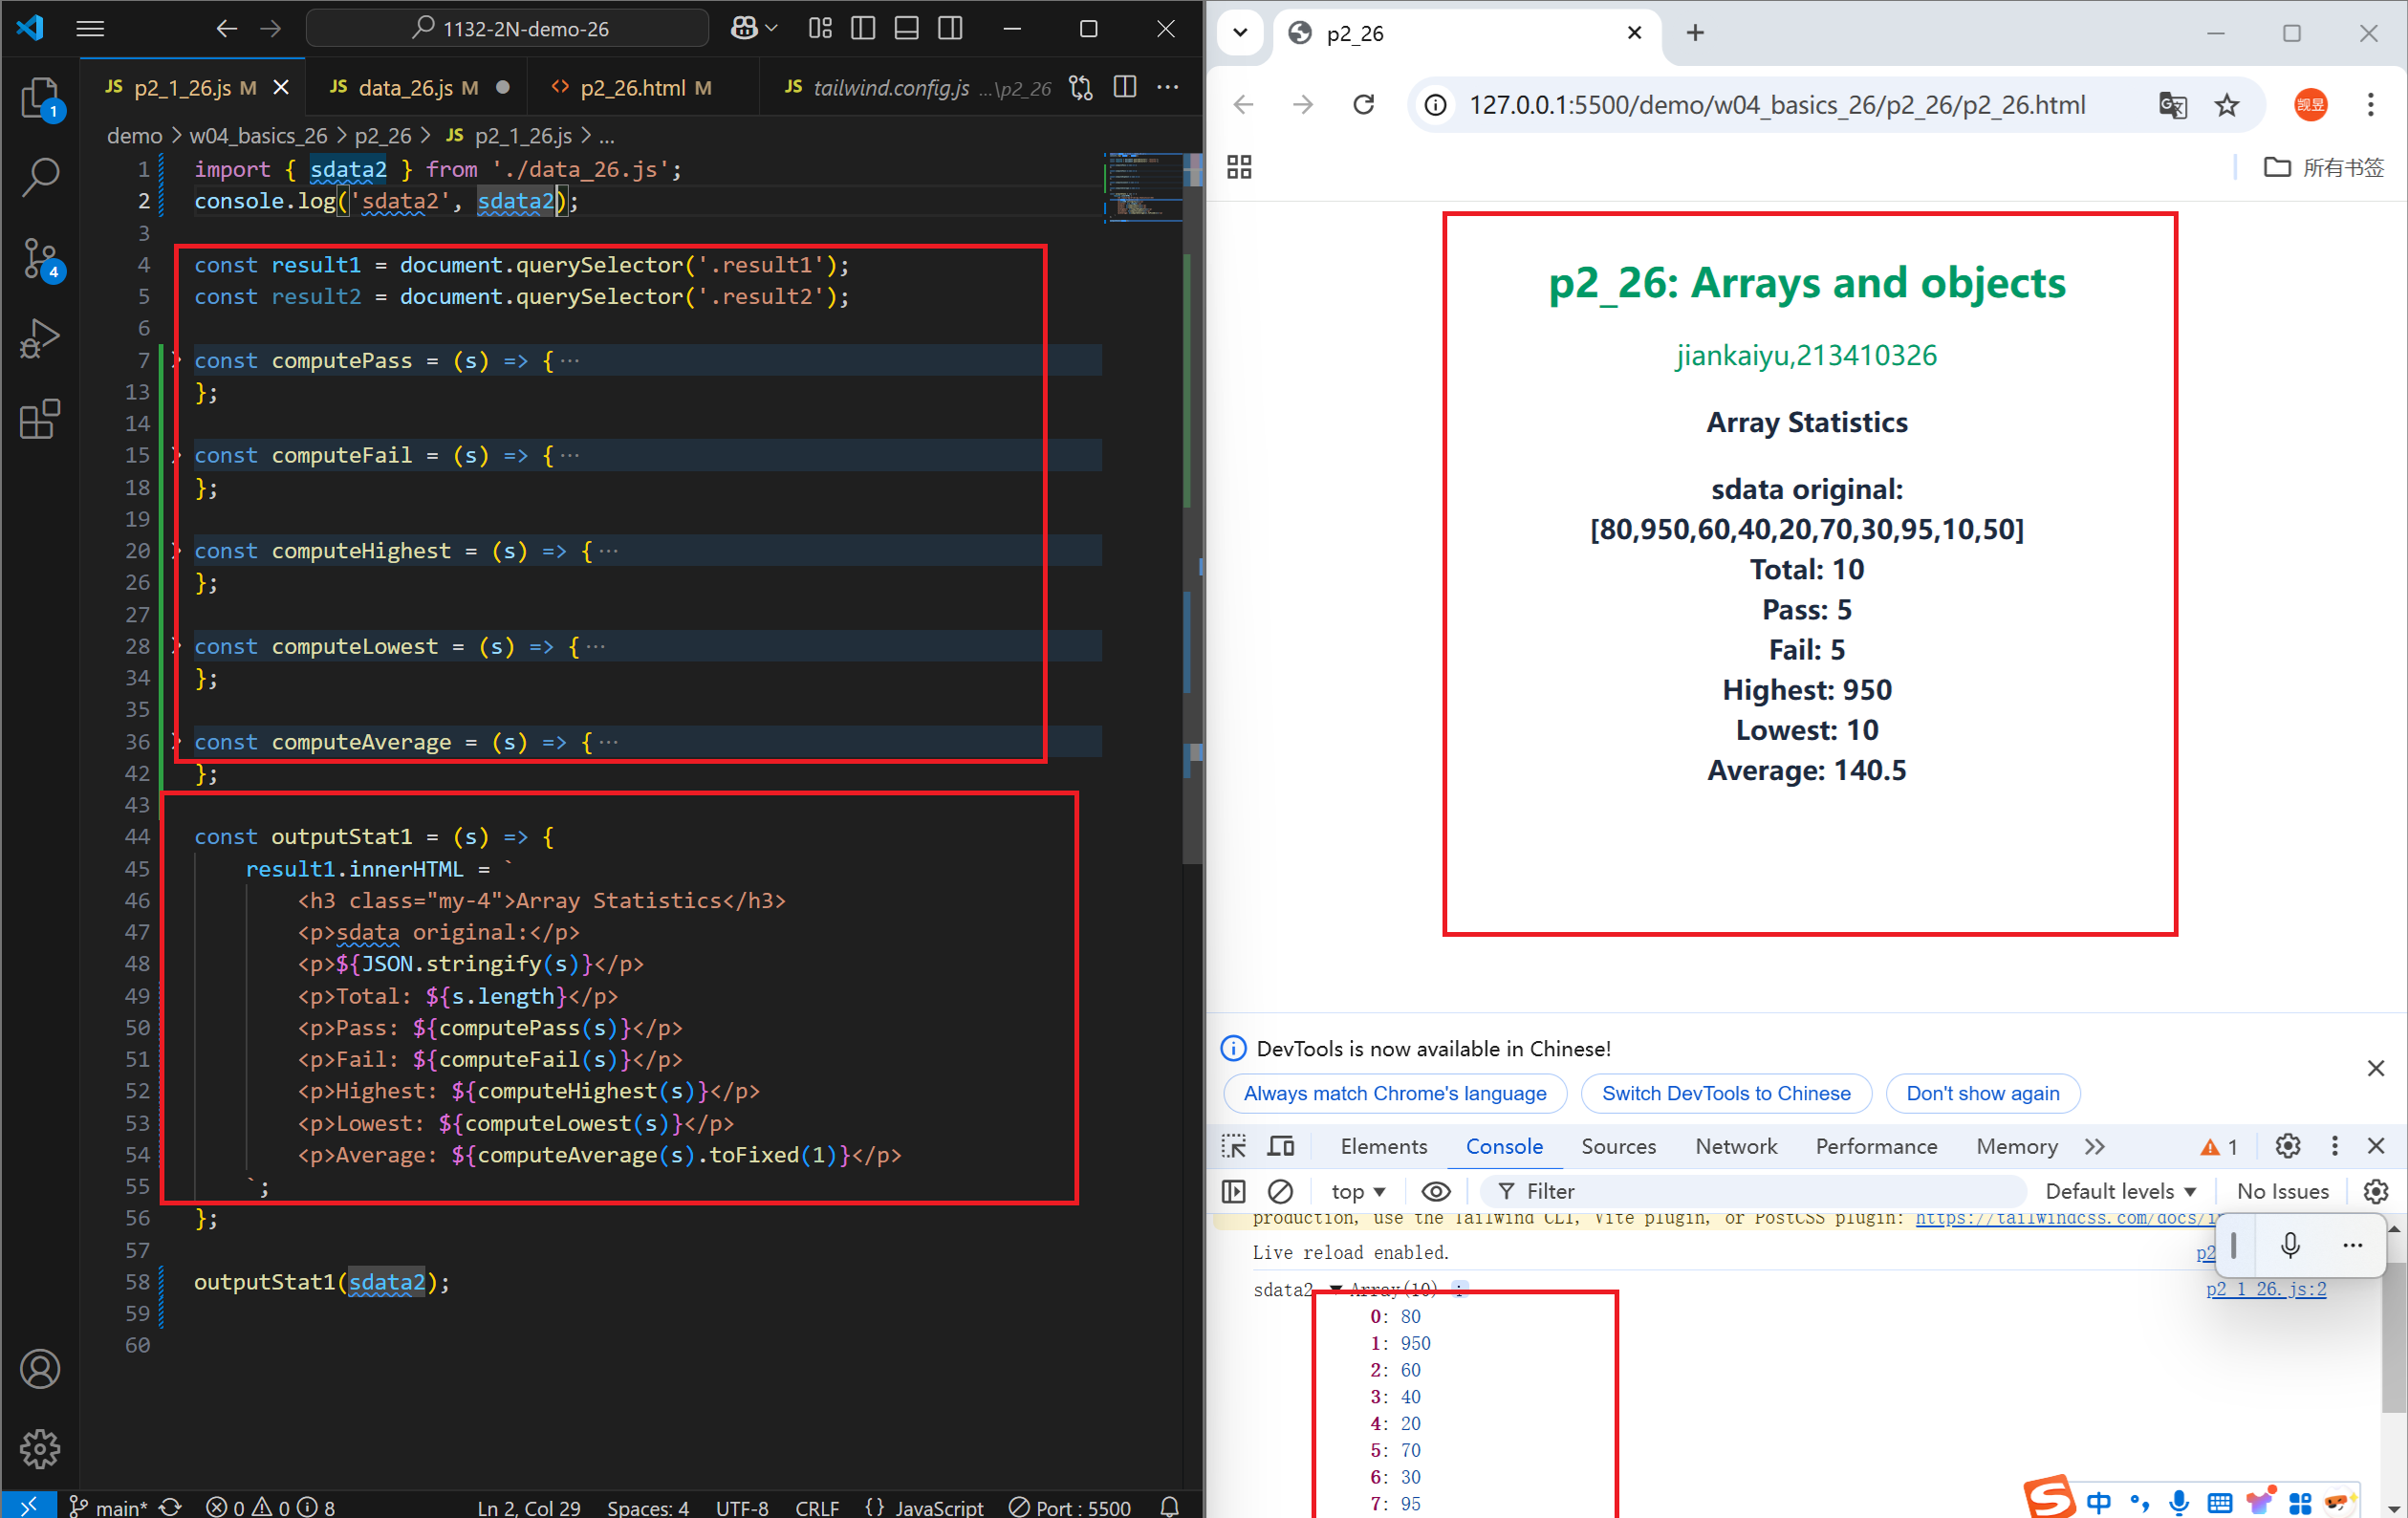 1132-2N-demo-26
JS p2_1_26.js M
JS data_26.js M
<> p2_26.html M
JS tailwind.config.js ...\p2_26
demo > w04_basics_26 > p2_26 > JS p2_1_26.js > ...
1 import { sdata2 } from './data_26.js';
2 console.log('sdata2', sdata2);
3
4 const result1 = document.querySelector('.result1');
5 const result2 = document.querySelector('.result2');
6
7 const computePass = (s) => {···
13 };
14
15 const computeFail = (s) => {···
18 };
19
20 const computeHighest = (s) => {···
26 };
27
28 const computeLowest = (s) => {···
34 };
35
36 const computeAverage = (s) => {···
42 };
43
44 const outputStat1 = (s) => {
45 result1.innerHTML = `
46 <h3 class="my-4">Array Statistics</h3>
47 <p>sdata original:</p>
48 <p>${JSON.stringify(s)}</p>
49 <p>Total: ${s.length}</p>
50 <p>Pass: ${computePass(s)}</p>
51 <p>Fail: ${computeFail(s)}</p>
52 <p>Highest: ${computeHighest(s)}</p>
53 <p>Lowest: ${computeLowest(s)}</p>
54 <p>Average: ${computeAverage(s).toFixed(1)}</p>
55 `;
56 };
57
58 outputStat1(sdata2);
59
60
1
4
main* 0 0 8 Ln 2, Col 29 Spaces: 4 UTF-8 CRLF {} JavaScript Port : 5500
p2_26
127.0.0.1:5500/demo/w04_basics_26/p2_26/p2_26.html
觊昱
所有书签
p2_26: Arrays and objects
jiankaiyu,213410326
Array Statistics
sdata original:
[80,950,60,40,20,70,30,95,10,50]
Total: 10
Pass: 5
Fail: 5
Highest: 950
Lowest: 10
Average: 140.5
DevTools is now available in Chinese!
Always match Chrome's language
Switch DevTools to Chinese
Don't show again
Elements Console Sources Network Performance Memory 1
top Filter Default levels No Issues
production, use the Tailwind CLI, Vite plugin, or PostCSS plugin: https://tailwindcss.com/docs/i
Live reload enabled. p2
sdata2 Array(10) i p2_1_26.js:2
0: 80
1: 950
2: 60
3: 40
4: 20
5: 70
6: 30
7: 95
S 中